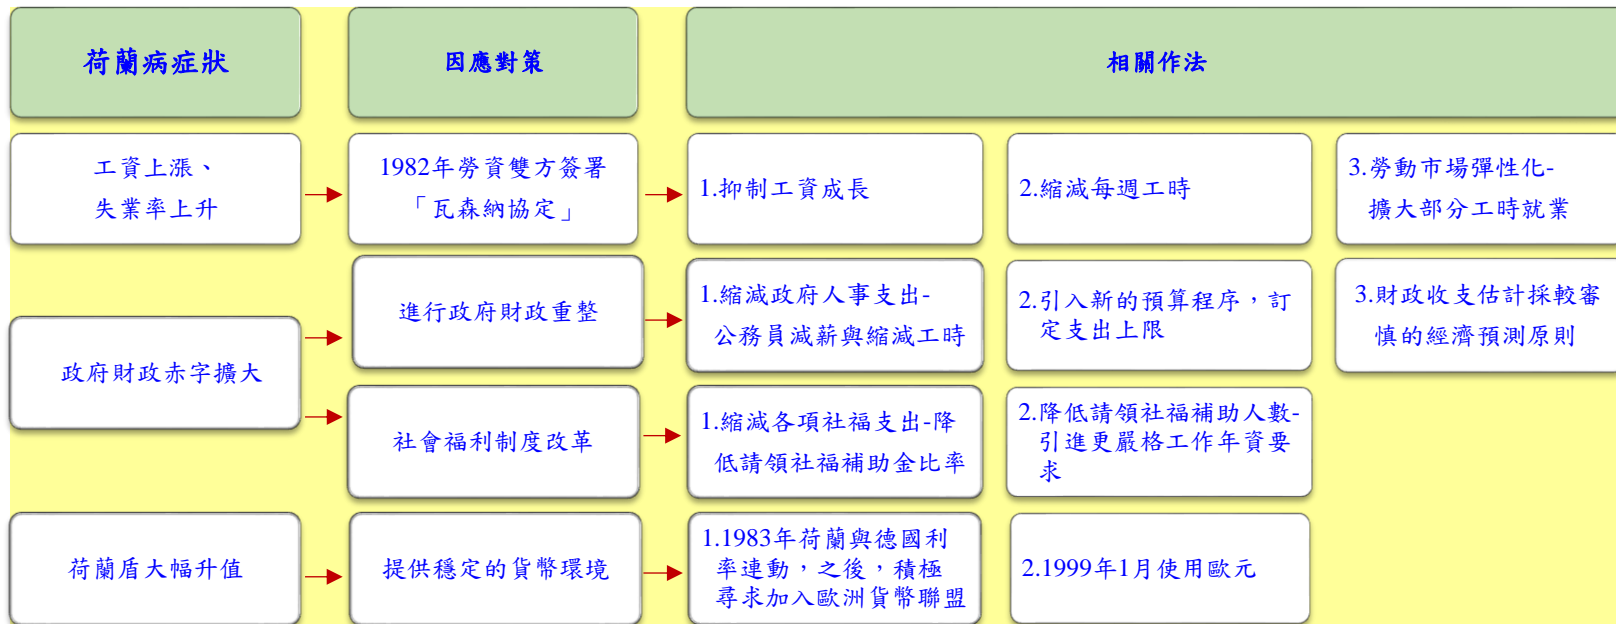 荷蘭病症狀
因應對策
相關作法
工資上漲、
失業率上升
1982年勞資雙方簽署
「瓦森納協定」
1.抑制工資成長
2.縮減每週工時
3.勞動市場彈性化-
擴大部分工時就業
政府財政赤字擴大
進行政府財政重整
1.縮減政府人事支出-
公務員減薪與縮減工時
2.引入新的預算程序，訂
定支出上限
3.財政收支估計採較審
慎的經濟預測原則
社會福利制度改革
1.縮減各項社福支出-降
低請領社福補助金比率
2.降低請領社福補助人數-
引進更嚴格工作年資要
求
荷蘭盾大幅升值
提供穩定的貨幣環境
1.1983年荷蘭與德國利
率連動，之後，積極
尋求加入歐洲貨幣聯盟
2.1999年1月使用歐元